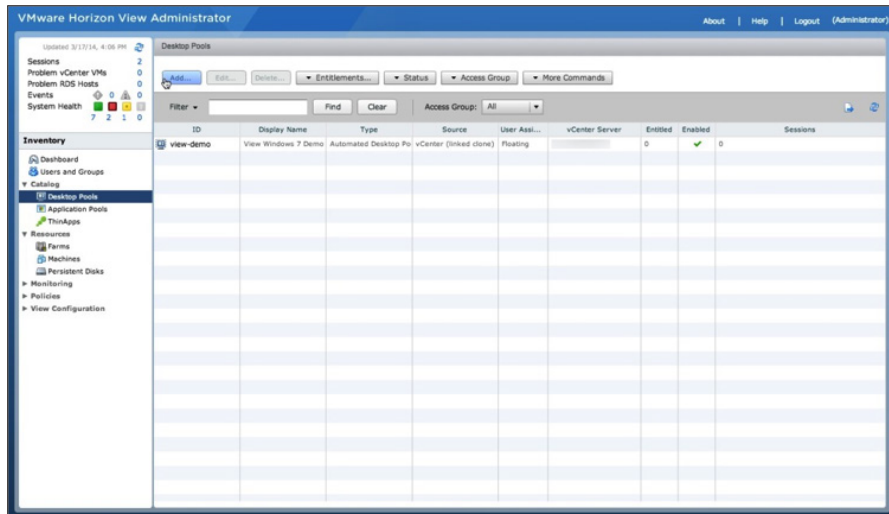 VMware Horizon View Administrator
About | Help | Logout (Administrator)
Updated 3/17/14, 4:06 PM
Sessions 2
Problem vCenter VMs 0
Problem RDS Hosts 0
Events 0 0
System Health
7 2 1 0
Inventory
Dashboard
Users and Groups
Catalog
Desktop Pools
Application Pools
ThinApps
Resources
Farms
Machines
Persistent Disks
Monitoring
Policies
View Configuration
Desktop Pools
Add... Edit... Delete... Entitlements... Status Access Group More Commands
Filter Find Clear Access Group: All
ID Display Name Type Source User Assi... vCenter Server Entitled Enabled Sessions
view-demo View Windows 7 Demo Automated Desktop Po vCenter (linked clone) Floating 0 0